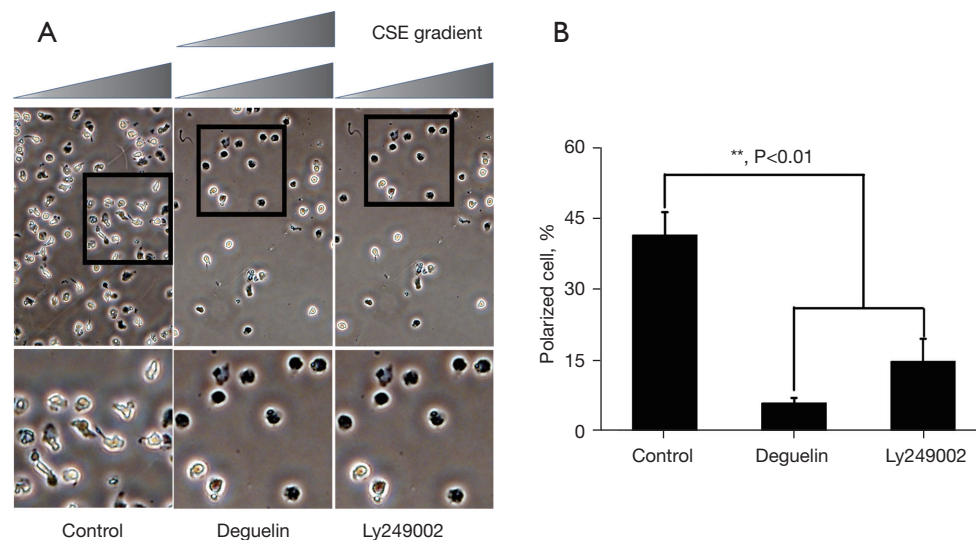 A
CSE gradient
Control
Deguelin
Ly249002
B
**, P<0.01
Polarized cell, %
60
45
30
15
0
Control
Deguelin
Ly249002